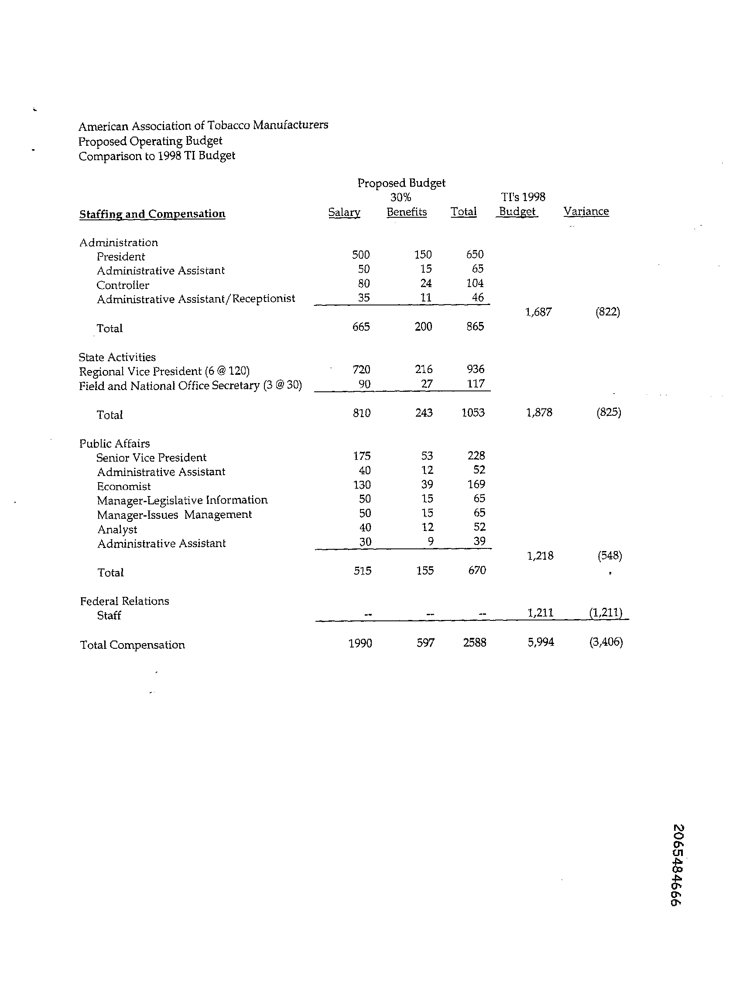 American Association of Tobacco Manufacturers
Proposed Operating Budget
Comparison to 1998 TI Budget
Proposed Budget
30% TI's 1998
Staffing and Compensation Salary Benefits Total Budget Variance
Administration
President 500 150 650
Administrative Assistant 50 15 65
Controller 80 24 104
Administrative Assistant/Receptionist 35 11 46
1,687 (822)
Total 665 200 865
State Activities
Regional Vice President (6 @ 120) 720 216 936
Field and National Office Secretary (3 @ 30) 90 27 117
Total 810 243 1053 1,878 (825)
Public Affairs
Senior Vice President 175 53 228
Administrative Assistant 40 12 52
Economist 130 39 169
Manager-Legislative Information 50 15 65
Manager-Issues Management 50 15 65
Analyst 40 12 52
Administrative Assistant 30 9 39
1,218 (548)
Total 515 155 670
Federal Relations
Staff -- -- -- 1,211 (1,211)
Total Compensation 1990 597 2588 5,994 (3,406)
2065484666